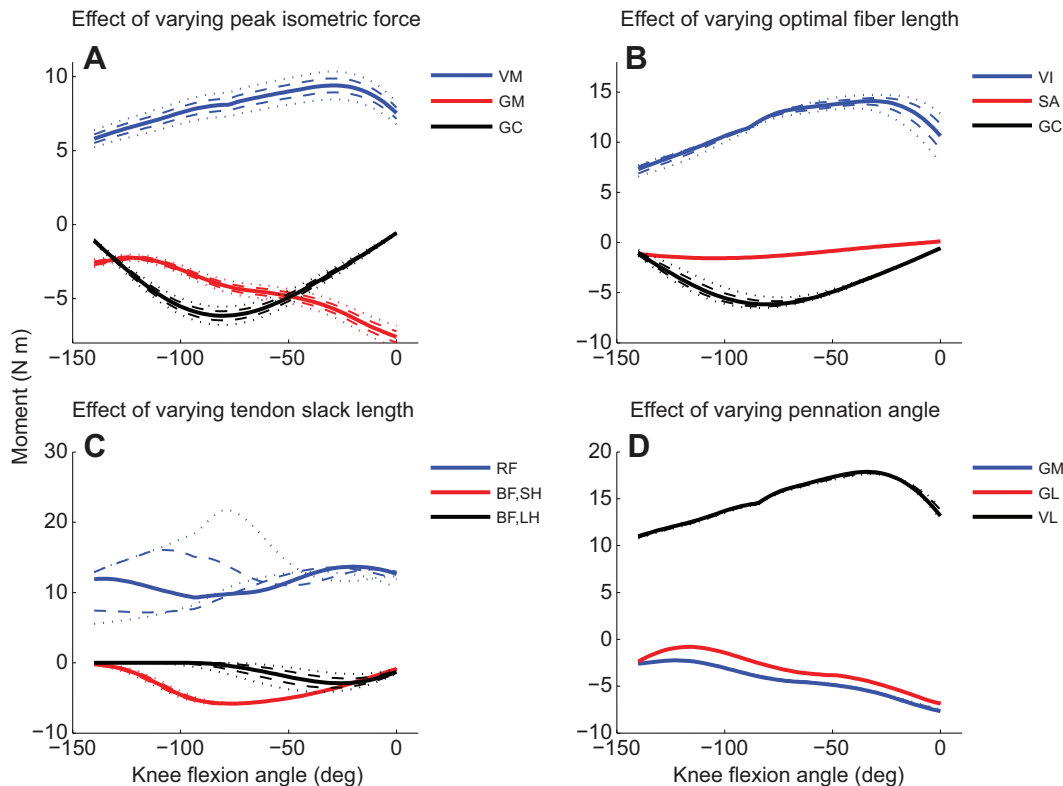 Effect of varying peak isometric force
A
VM
GM
GC
10
5
0
−5
−150
−100
−50
0
Effect of varying optimal fiber length
B
VI
SA
GC
15
10
5
0
−5
−10
−150
−100
−50
0
Moment (N m)
Effect of varying tendon slack length
C
RF
BF,SH
BF,LH
30
20
10
0
−10
−150
−100
−50
0
Knee flexion angle (deg)
Effect of varying pennation angle
D
GM
GL
VL
20
15
10
5
0
−5
−10
−150
−100
−50
0
Knee flexion angle (deg)